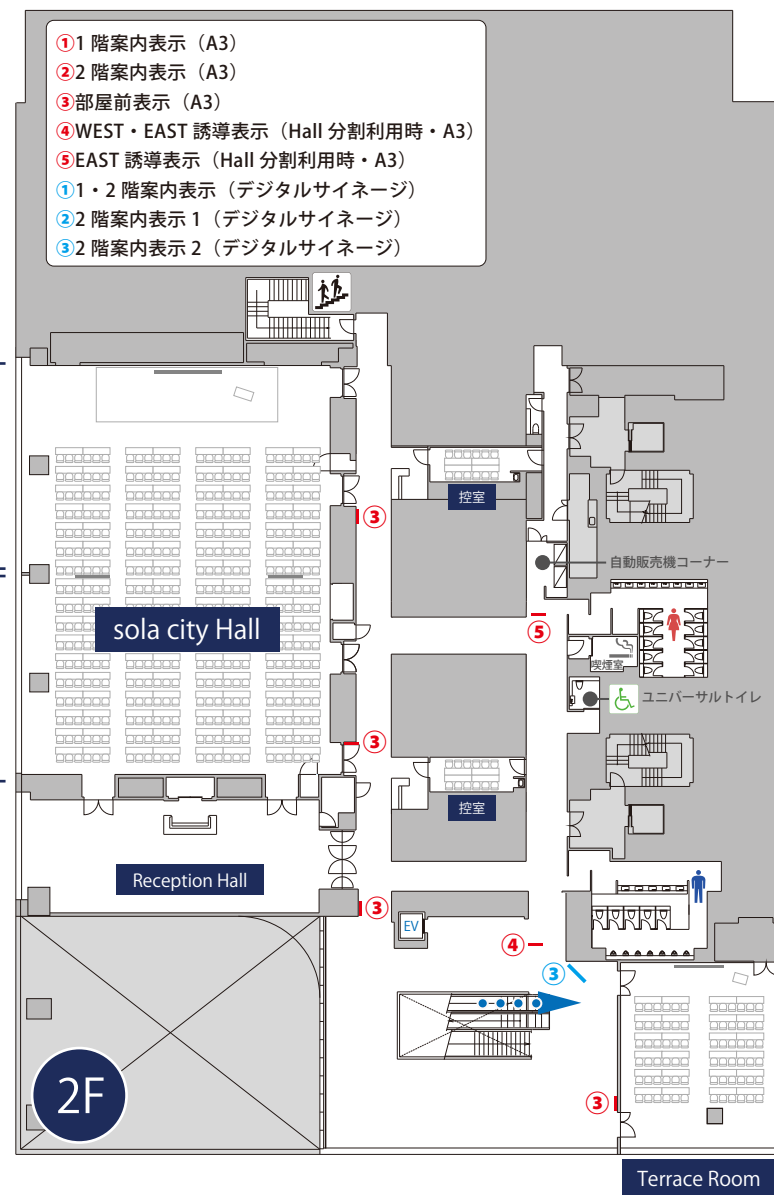 ①1 階案内表示（A3）
②2 階案内表示（A3）
③部屋前表示（A3）
④WEST・EAST 誘導表示（Hall 分割利用時・A3）
⑤EAST 誘導表示（Hall 分割利用時・A3）
①1・2 階案内表示（デジタルサイネージ）
②2 階案内表示 1（デジタルサイネージ）
③2 階案内表示 2（デジタルサイネージ）
控室
③
自動販売機コーナー
sola city Hall
⑤
喫煙室
ユニバーサルトイレ
③
控室
Reception Hall
③
EV
④
③
2F
③
Terrace Room